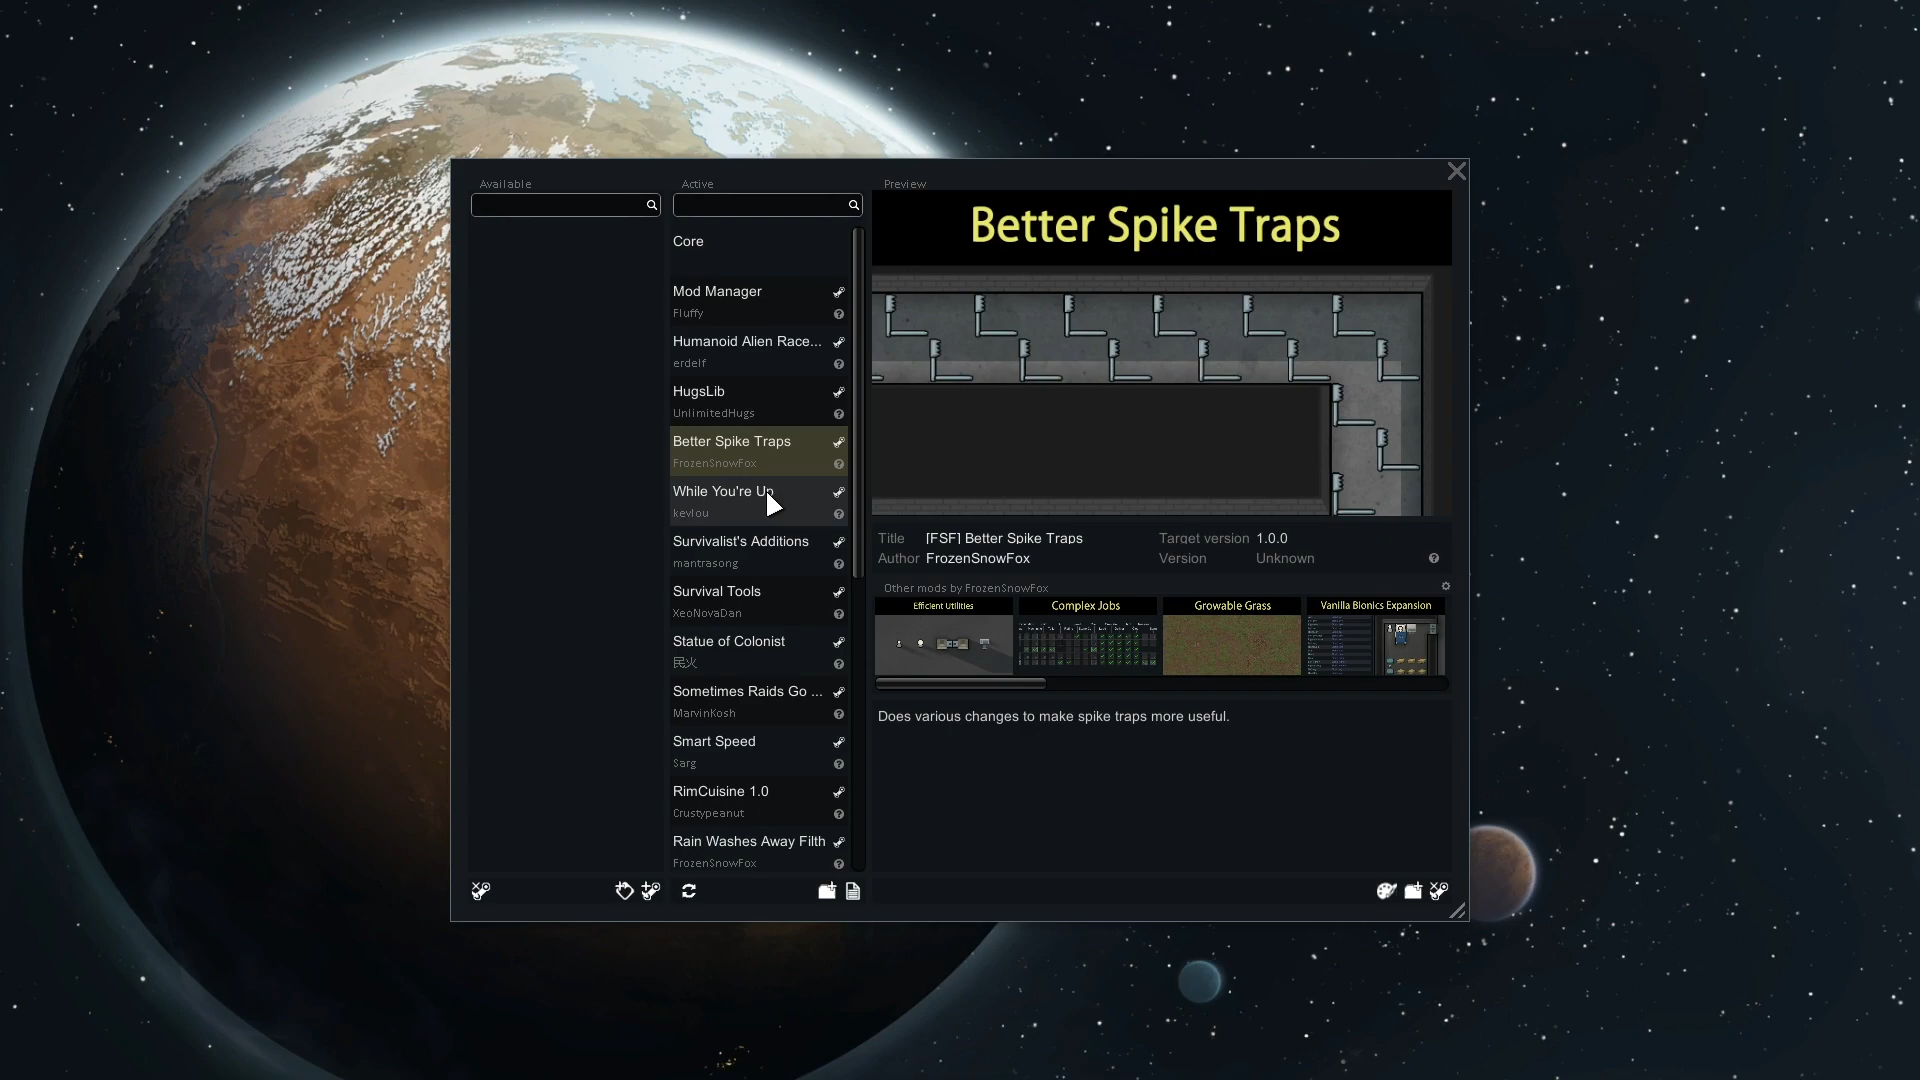 Available
Active
Preview
Core
Mod Manager
Fluffy
Humanoid Alien Race...
erdelf
HugsLib
UnlimitedHugs
Better Spike Traps
FrozenSnowFox
While You're Up
kevlou
Survivalist's Additions
mantrasong
Survival Tools
XeoNovaDan
Statue of Colonist
民火
Sometimes Raids Go ...
MarvinKosh
Smart Speed
Sarg
RimCuisine 1.0
Crustypeanut
Rain Washes Away Filth
FrozenSnowFox
Better Spike Traps
Title [FSF] Better Spike Traps Target version 1.0.0
Author FrozenSnowFox Version Unknown
Other mods by FrozenSnowFox
Efficient Utilities
Complex Jobs
Growable Grass
Vanilla Bionics Expansion
Does various changes to make spike traps more useful.